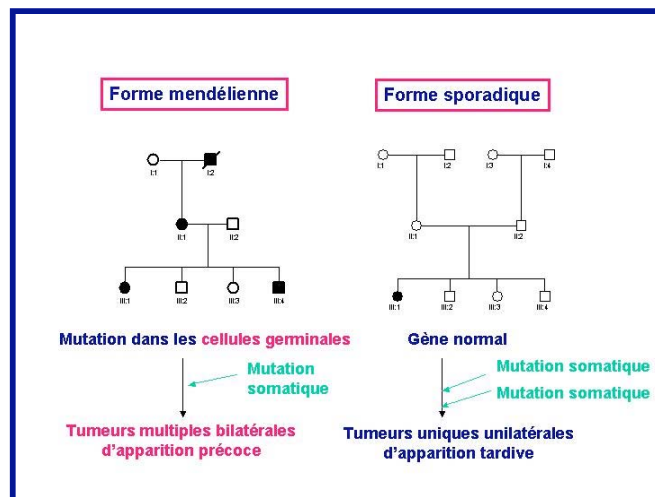 Forme mendélienne
Forme sporadique
I:1
I:2
I:1
I:2
I:3
I:4
II:1
II:2
II:1
II:2
III:1
III:2
III:3
III:4
III:1
III:2
III:3
III:4
Mutation dans les cellules germinales
Gène normal
Mutation
somatique
Mutation somatique
Mutation somatique
Tumeurs multiples bilatérales
d'apparition précoce
Tumeurs uniques unilatérales
d'apparition tardive